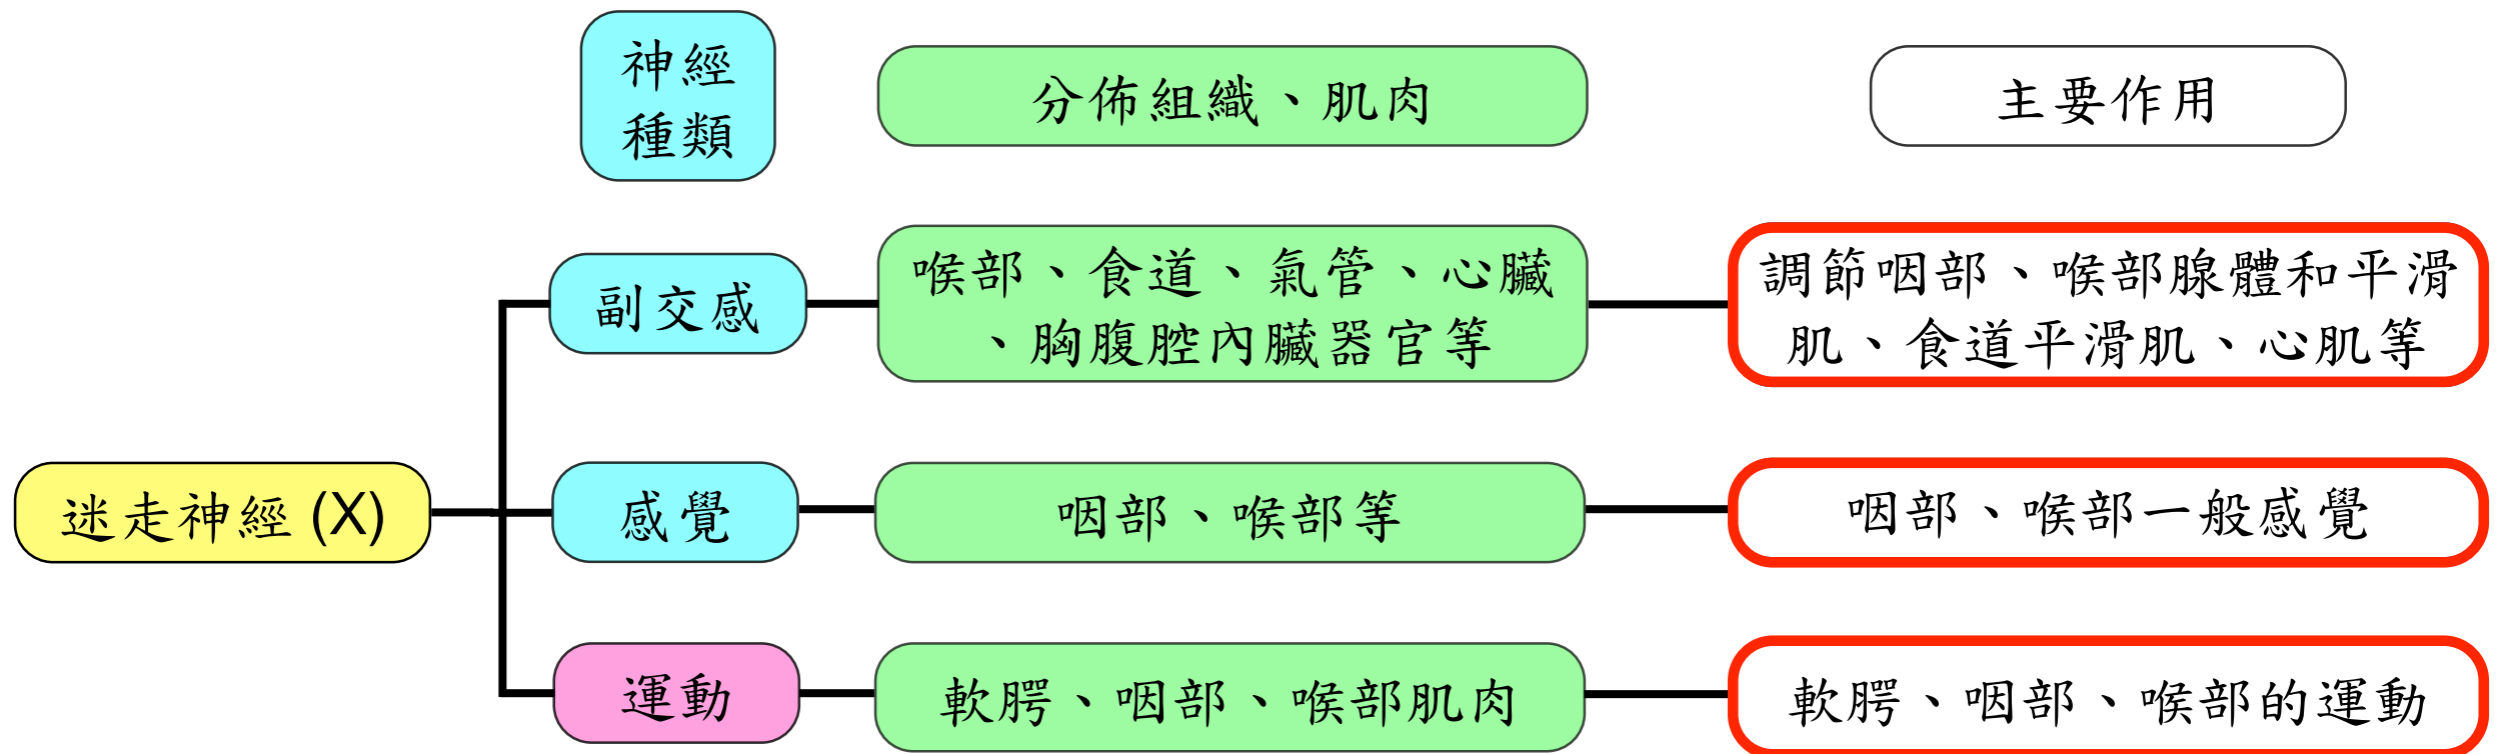 神經
種類
分佈組織、肌肉
主要作用
副交感
喉部、食道、氣管、心臟
、胸腹腔內臟器官等
調節咽部、喉部腺體和平滑
肌、食道平滑肌、心肌等
迷走神經 (X)
感覺
咽部、喉部等
咽部、喉部一般感覺
運動
軟腭、咽部、喉部肌肉
軟腭、咽部、喉部的運動